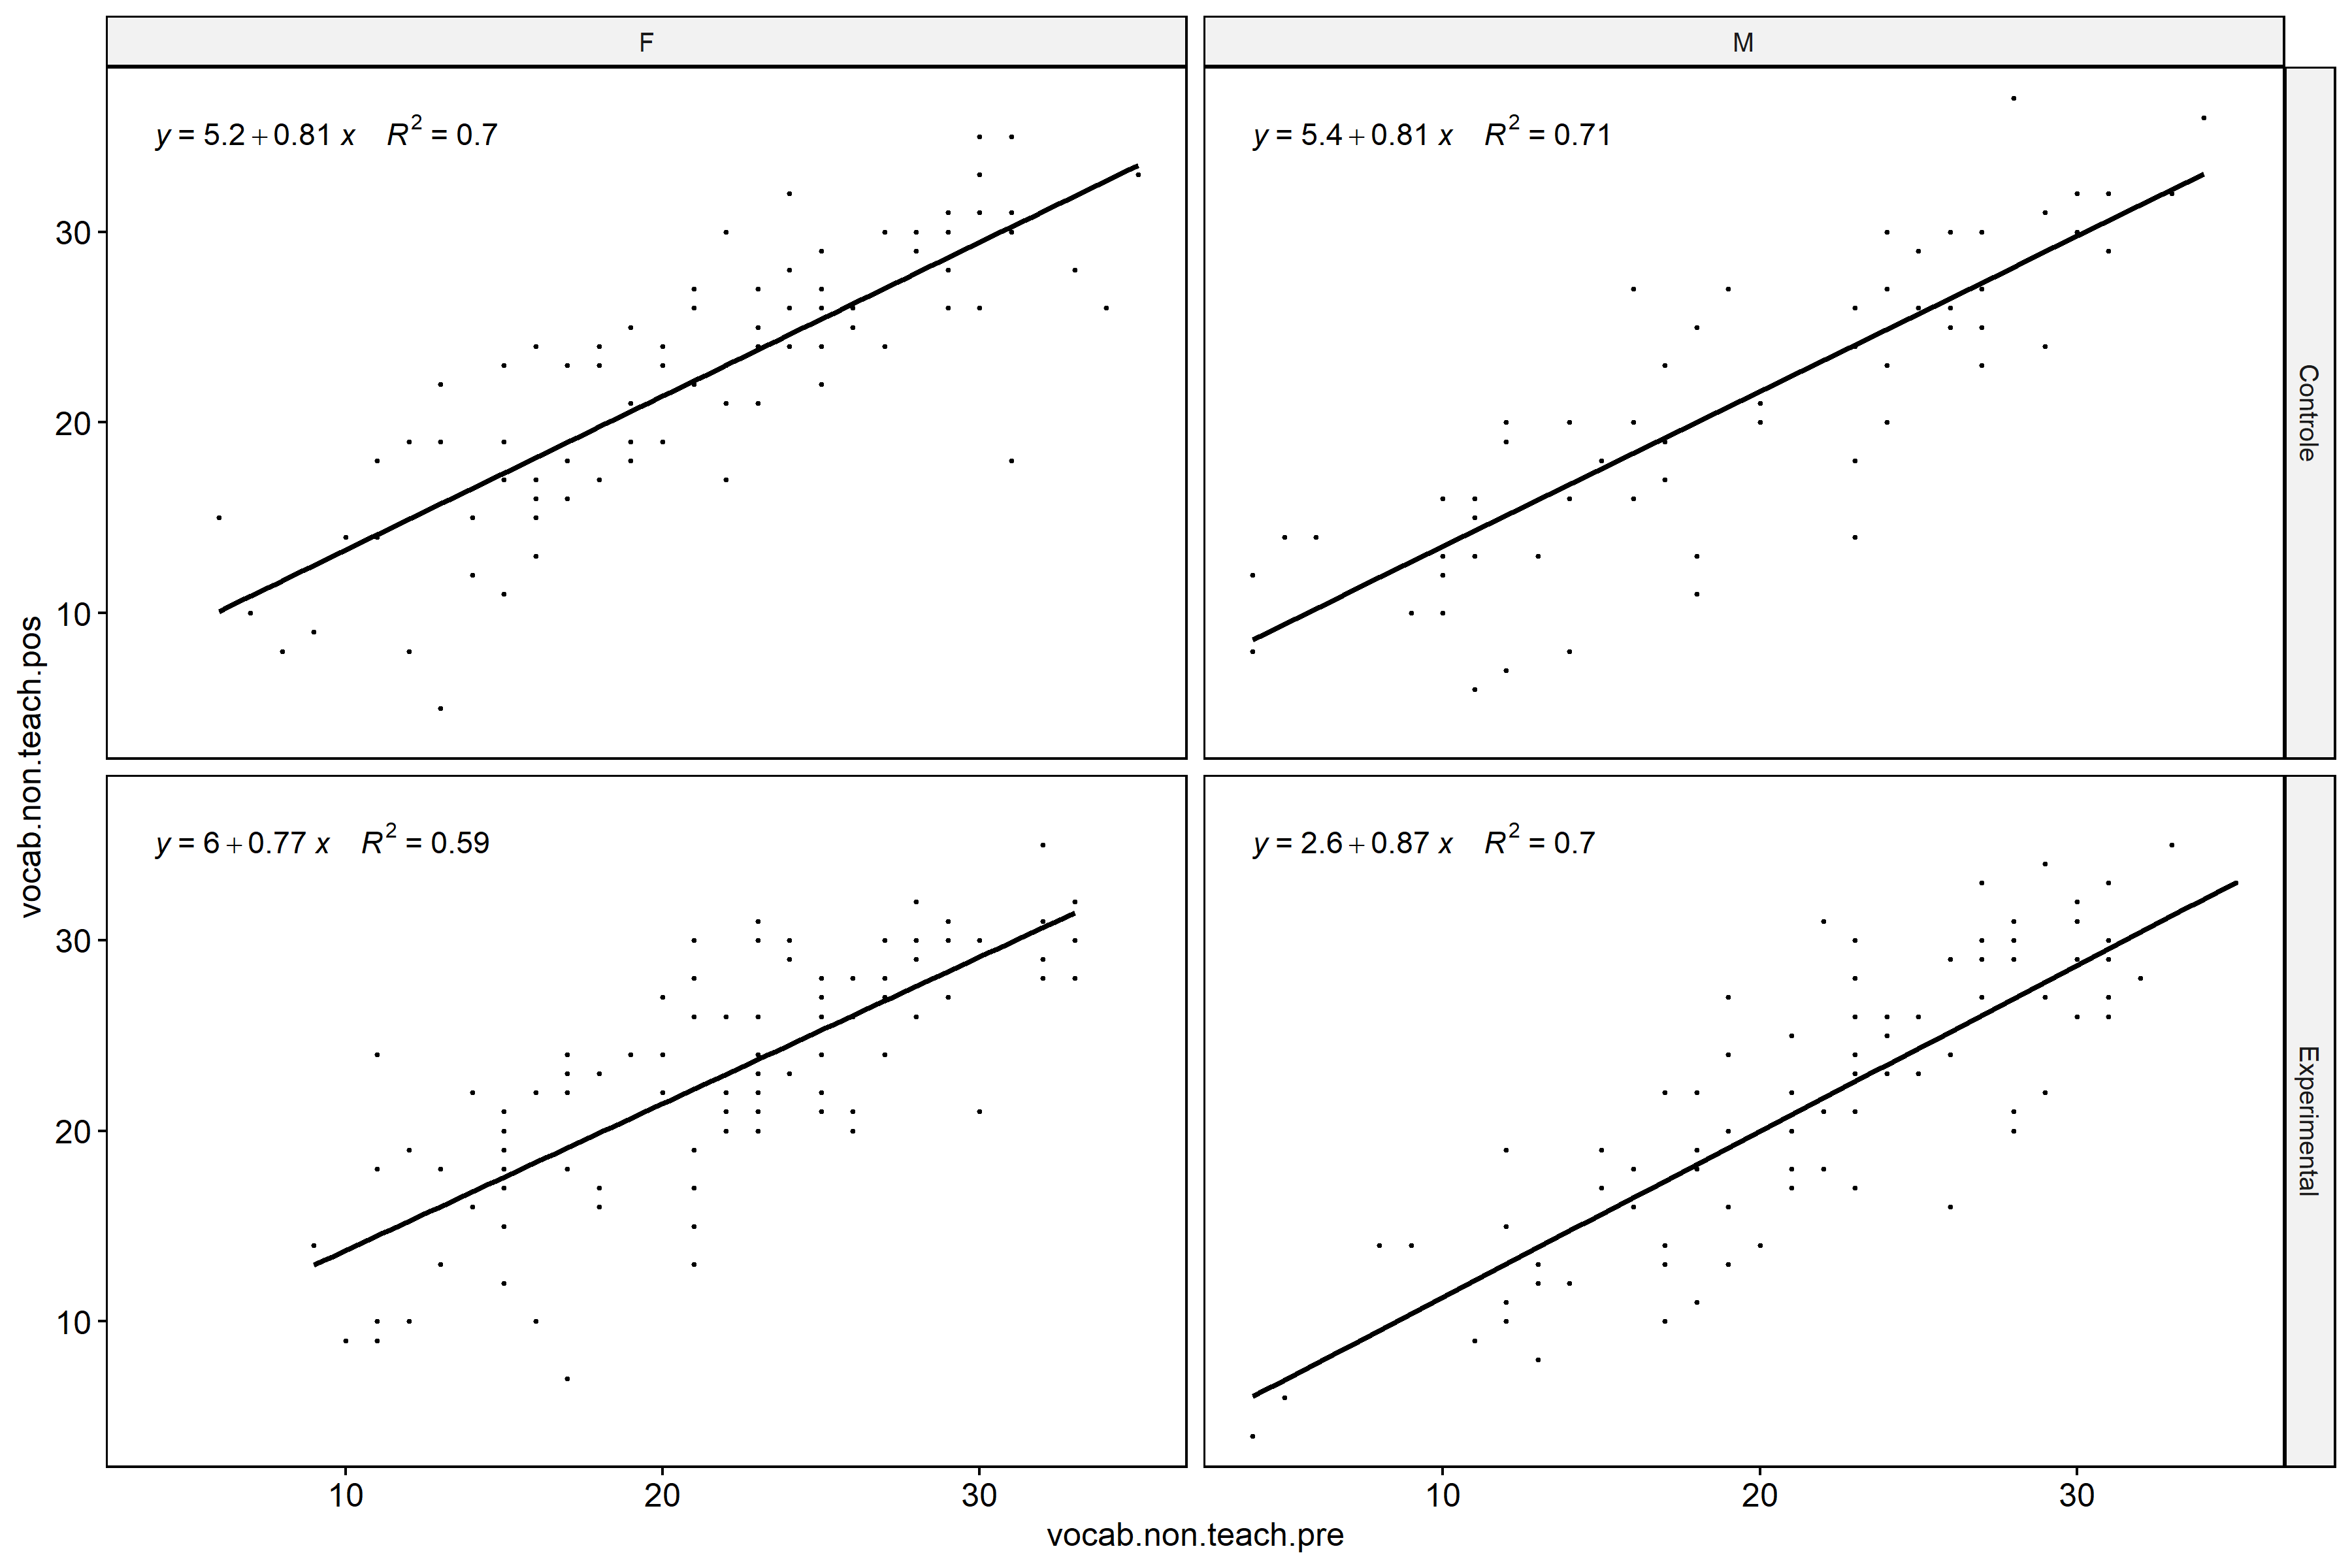 F
M
y = 5.2 + 0.81 x R² = 0.7
y = 5.4 + 0.81 x R² = 0.71
30
20
10
Controle
vocab.non.teach.pos
y = 6 + 0.77 x R² = 0.59
y = 2.6 + 0.87 x R² = 0.7
30
20
10
Experimental
10 20 30
10 20 30
vocab.non.teach.pre